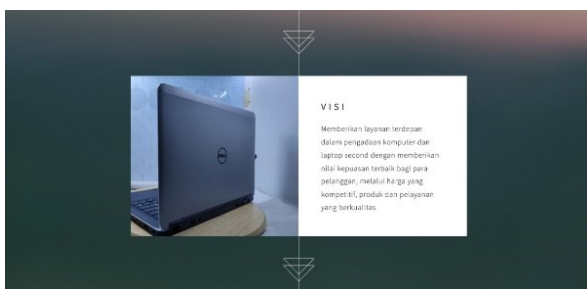 VISI
Memberikan layanan terdepan
dalam pengadaan komputer dan
laptop second dengan memberikan
nilai kepuasan terbaik bagi para
pelanggan, melalui harga yang
kompetitif, produk dan pelayanan
yang berkualitas
DELL